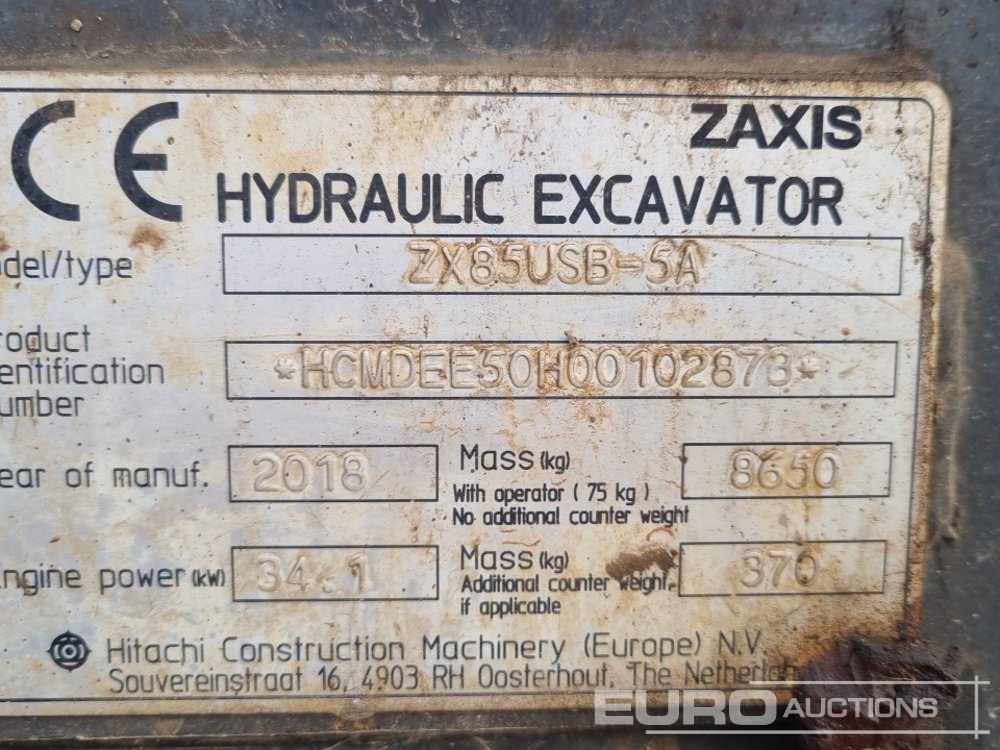 CE
ZAXIS
HYDRAULIC EXCAVATOR
odel/type ZX85USB-5A
roduct
entification
umber
*HCMDEE50H00102873*
ear of manuf. 2018
Mass (kg) 8650
With operator ( 75 kg )
No additional counter weight
ngine power (kW) 34.1
Mass (kg) 370
Additional counter weight,
if applicable
Hitachi Construction Machinery (Europe) N.V.
Souvereinstraat 16, 4903 RH Oosterhout, The Netherla
EURO AUCTIONS